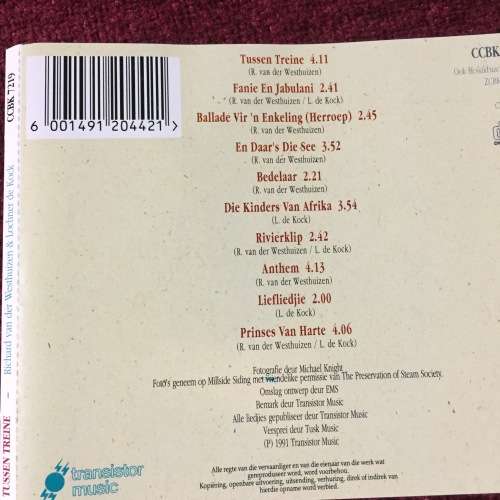 Tussen Treine 4.11
(R. van der Westhuizen)
Fanie En Jabulani 2.41
(R. van der Westhuizen / L. de Kock)
Ballade Vir 'n Enkeling (Herroep) 2.45
(R. van der Westhuizen)
En Daar's Die See 3.52
(R. van der Westhuizen)
Bedelaar 2.21
(R. van der Westhuizen)
Die Kinders Van Afrika 3.54
(L. de Kock)
Rivierklip 2.42
(R. van der Westhuizen / L. de Kock)
Anthem 4.13
(R. van der Westhuizen)
Liefliedjie 2.00
(L. de Kock)
Prinses Van Harte 4.06
(R. van der Westhuizen / L. de Kock)
Fotografie deur Michael Knight
Foto's geneem op Millside Siding met vriendelike permissie van The Preservation of Steam Society.
Omslag ontwerp deur EMS
Bemark deur Transistor Music
Alle liedjies gepubliseer deur Transistor Music
Versprei deur Tusk Music
(P) 1991 Transistor Music
Alle regte van die vervaardiger en van die eienaar van die werk wat
gereproduseer word, word voorbehou.
Kopiëring, openbare uitvoering, uitsending, verhuring, direk of indirek van
hierdie opname word verbied.
transistor
music
6 001491 204421 >
CCBK 7219
TUSSEN TREINE – Richard van der Westhuizen & Lochner de Kock
CCBK
Ook Beskikbaar
ZCBK